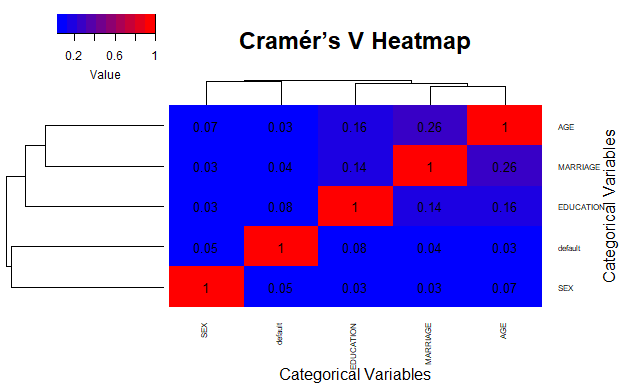 Cramér’s V Heatmap
0.2 0.6 1
Value
0.07 0.03 0.16 0.26 1 AGE
0.03 0.04 0.14 1 0.26 MARRIAGE
0.03 0.08 1 0.14 0.16 EDUCATION
0.05 1 0.08 0.04 0.03 default
1 0.05 0.03 0.03 0.07 SEX
Categorical Variables
SEX default EDUCATION MARRIAGE AGE
Categorical Variables